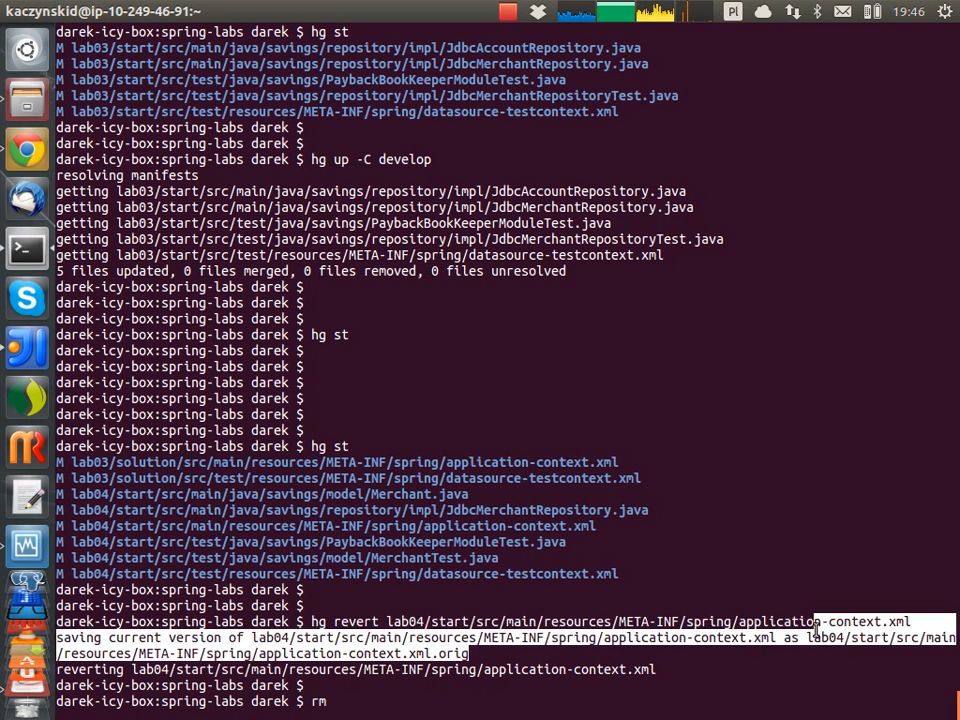 kaczynskid@ip-10-249-46-91:~
Pl
19:46
darek-icy-box:spring-labs darek $ hg st
M lab03/start/src/main/java/savings/repository/impl/JdbcAccountRepository.java
M lab03/start/src/main/java/savings/repository/impl/JdbcMerchantRepository.java
M lab03/start/src/test/java/savings/PaybackBookKeeperModuleTest.java
M lab03/start/src/test/java/savings/repository/impl/JdbcMerchantRepositoryTest.java
M lab03/start/src/test/resources/META-INF/spring/datasource-testcontext.xml
darek-icy-box:spring-labs darek $
darek-icy-box:spring-labs darek $
darek-icy-box:spring-labs darek $ hg up -C develop
resolving manifests
getting lab03/start/src/main/java/savings/repository/impl/JdbcAccountRepository.java
getting lab03/start/src/main/java/savings/repository/impl/JdbcMerchantRepository.java
getting lab03/start/src/test/java/savings/PaybackBookKeeperModuleTest.java
getting lab03/start/src/test/java/savings/repository/impl/JdbcMerchantRepositoryTest.java
getting lab03/start/src/test/resources/META-INF/spring/datasource-testcontext.xml
5 files updated, 0 files merged, 0 files removed, 0 files unresolved
darek-icy-box:spring-labs darek $
darek-icy-box:spring-labs darek $
darek-icy-box:spring-labs darek $
darek-icy-box:spring-labs darek $ hg st
darek-icy-box:spring-labs darek $
darek-icy-box:spring-labs darek $
darek-icy-box:spring-labs darek $
darek-icy-box:spring-labs darek $
darek-icy-box:spring-labs darek $
darek-icy-box:spring-labs darek $
darek-icy-box:spring-labs darek $ hg st
M lab03/solution/src/main/resources/META-INF/spring/application-context.xml
M lab03/solution/src/test/resources/META-INF/spring/datasource-testcontext.xml
M lab04/start/src/main/java/savings/model/Merchant.java
M lab04/start/src/main/java/savings/repository/impl/JdbcMerchantRepository.java
M lab04/start/src/main/resources/META-INF/spring/application-context.xml
M lab04/start/src/test/java/savings/PaybackBookKeeperModuleTest.java
M lab04/start/src/test/java/savings/model/MerchantTest.java
M lab04/start/src/test/resources/META-INF/spring/datasource-testcontext.xml
darek-icy-box:spring-labs darek $
darek-icy-box:spring-labs darek $
darek-icy-box:spring-labs darek $ hg revert lab04/start/src/main/resources/META-INF/spring/application-context.xml
saving current version of lab04/start/src/main/resources/META-INF/spring/application-context.xml as lab04/start/src/main
/resources/META-INF/spring/application-context.xml.orig
reverting lab04/start/src/main/resources/META-INF/spring/application-context.xml
darek-icy-box:spring-labs darek $
darek-icy-box:spring-labs darek $ rm